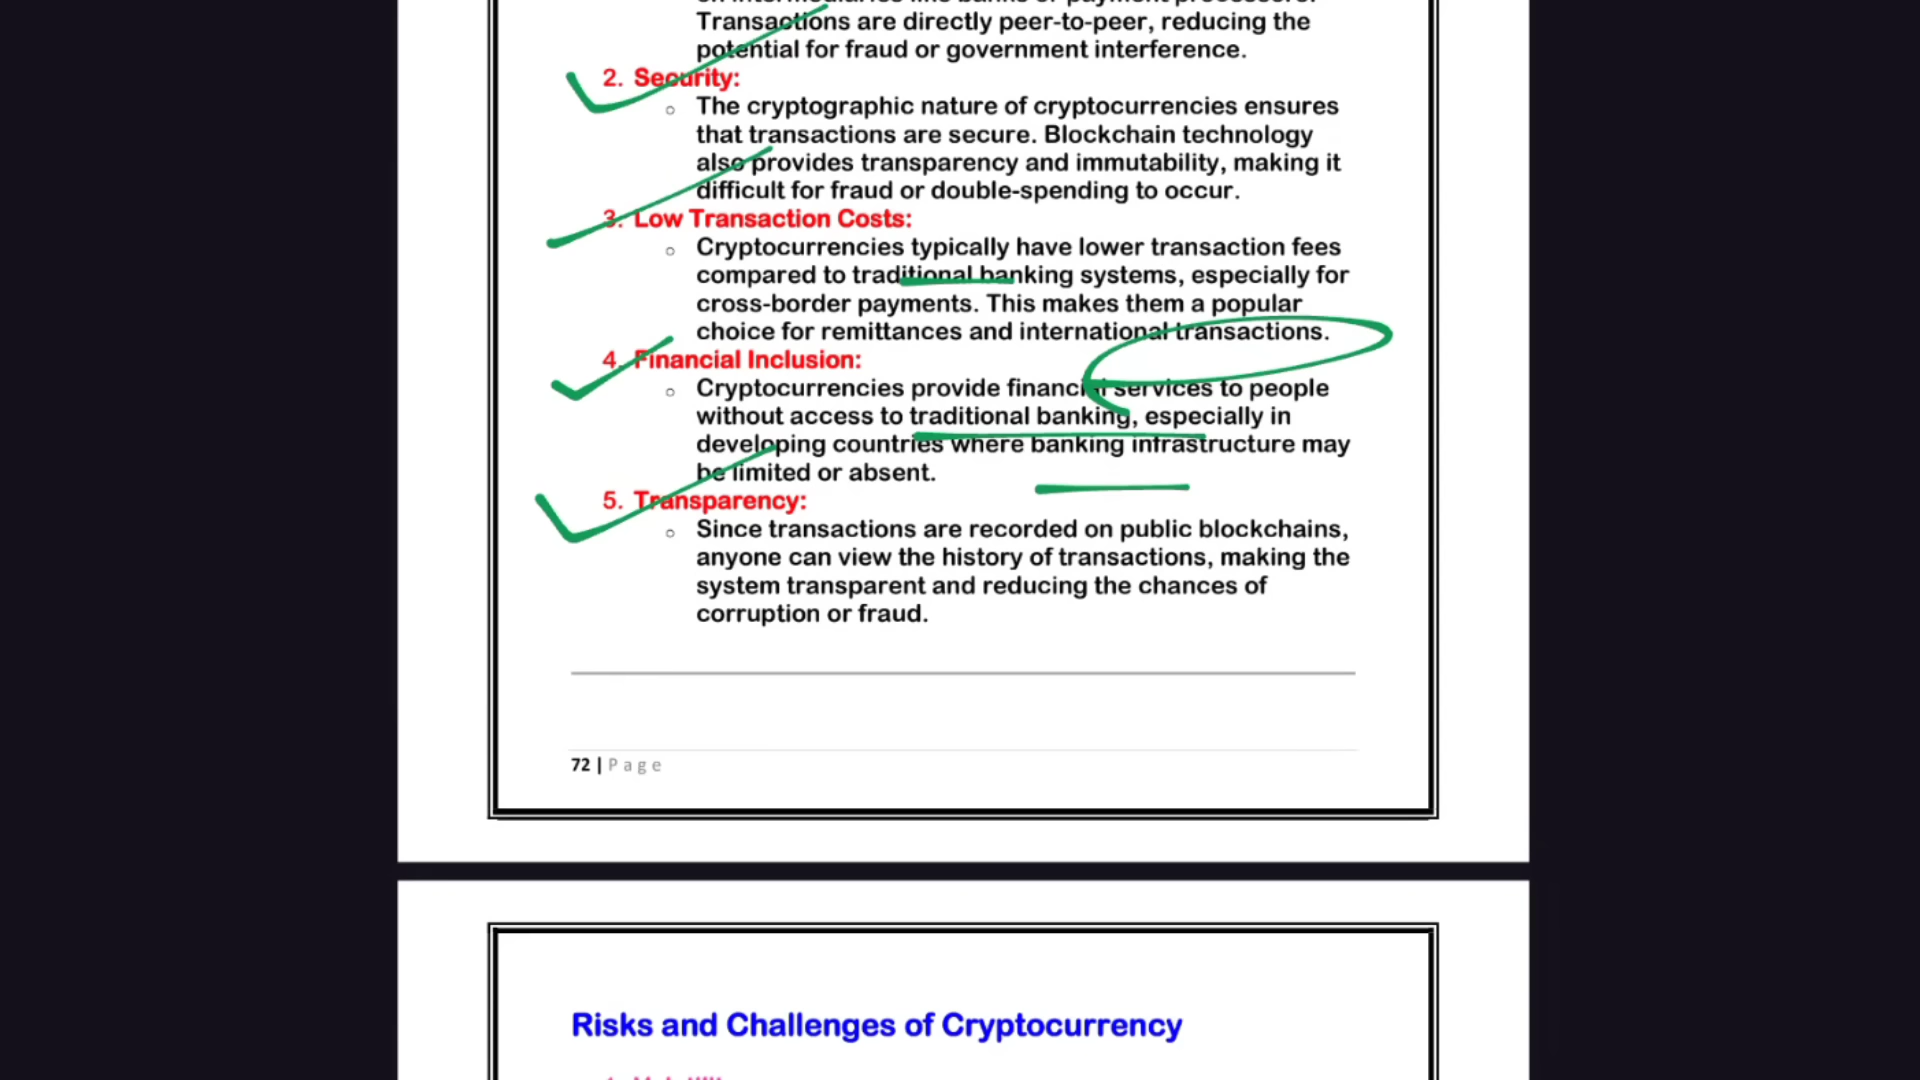 on intermediaries like banks or payment processors.
Transactions are directly peer-to-peer, reducing the
potential for fraud or government interference.
2. Security:
○ The cryptographic nature of cryptocurrencies ensures
that transactions are secure. Blockchain technology
also provides transparency and immutability, making it
difficult for fraud or double-spending to occur.
3. Low Transaction Costs:
○ Cryptocurrencies typically have lower transaction fees
compared to traditional banking systems, especially for
cross-border payments. This makes them a popular
choice for remittances and international transactions.
4. Financial Inclusion:
○ Cryptocurrencies provide financial services to people
without access to traditional banking, especially in
developing countries where banking infrastructure may
be limited or absent.
5. Transparency:
○ Since transactions are recorded on public blockchains,
anyone can view the history of transactions, making the
system transparent and reducing the chances of
corruption or fraud.
72 | Page
Risks and Challenges of Cryptocurrency